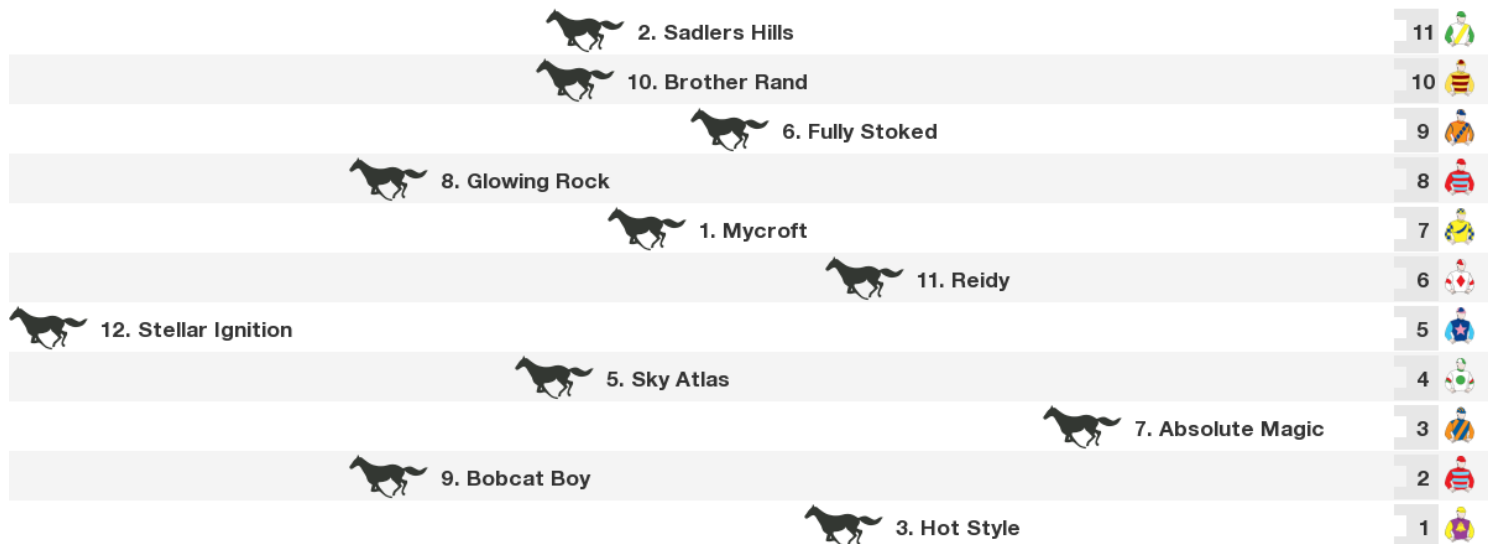 2. Sadlers Hills 11
10. Brother Rand 10
6. Fully Stoked 9
8. Glowing Rock 8
1. Mycroft 7
11. Reidy 6
12. Stellar Ignition 5
5. Sky Atlas 4
7. Absolute Magic 3
9. Bobcat Boy 2
3. Hot Style 1